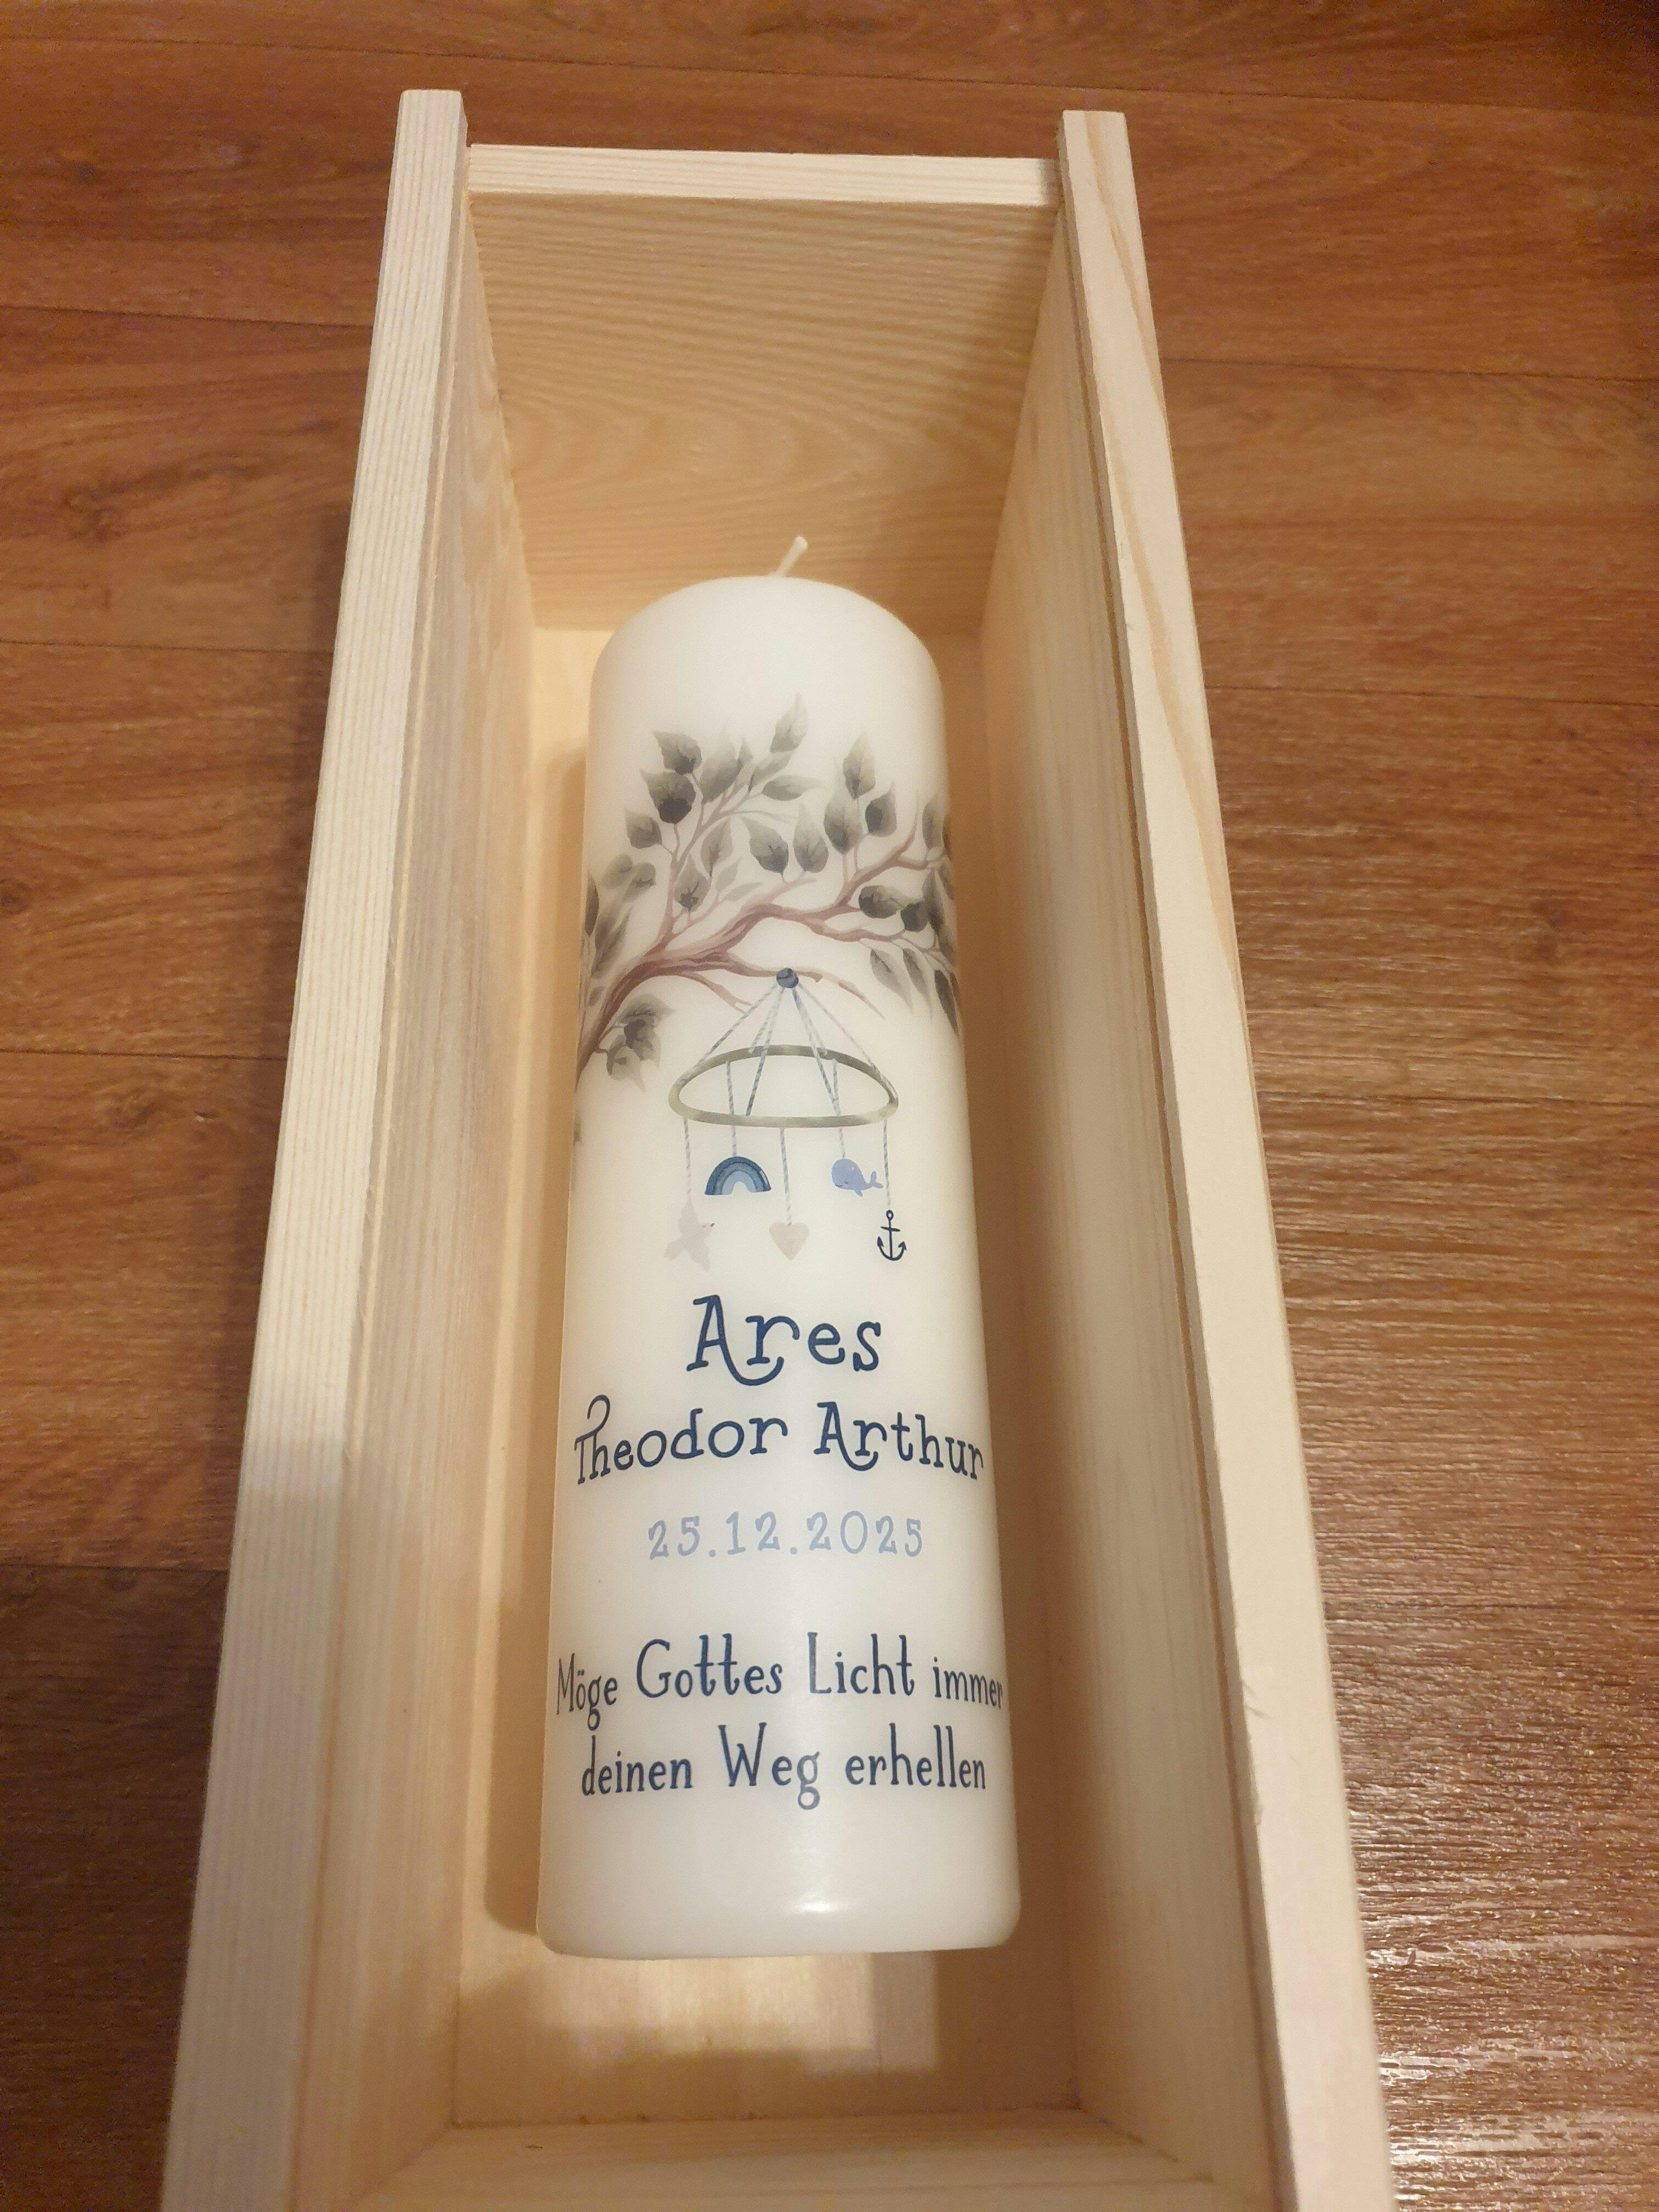 Ares
Theodor Arthur
25.12.2025
Möge Gottes Licht immer
deinen Weg erhellen